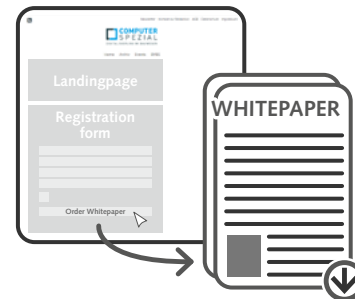 COMPUTER
SPEZIAL
Landingpage
Registration
form
Order Whitepaper
WHITEPAPER